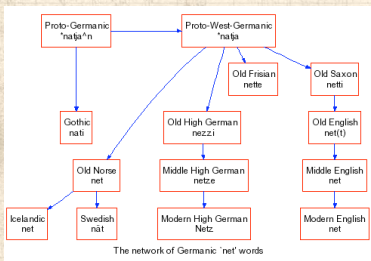 Proto-Germanic
*natja^n
Proto-West-Germanic
*natja
Old Frisian
nette
Old Saxon
netti
Gothic
nati
Old High German
nezzi
Old English
net(t)
Old Norse
net
Middle High German
netze
Middle English
net
Icelandic
net
Swedish
nät
Modern High German
Netz
Modern English
net
The network of Germanic `net' words